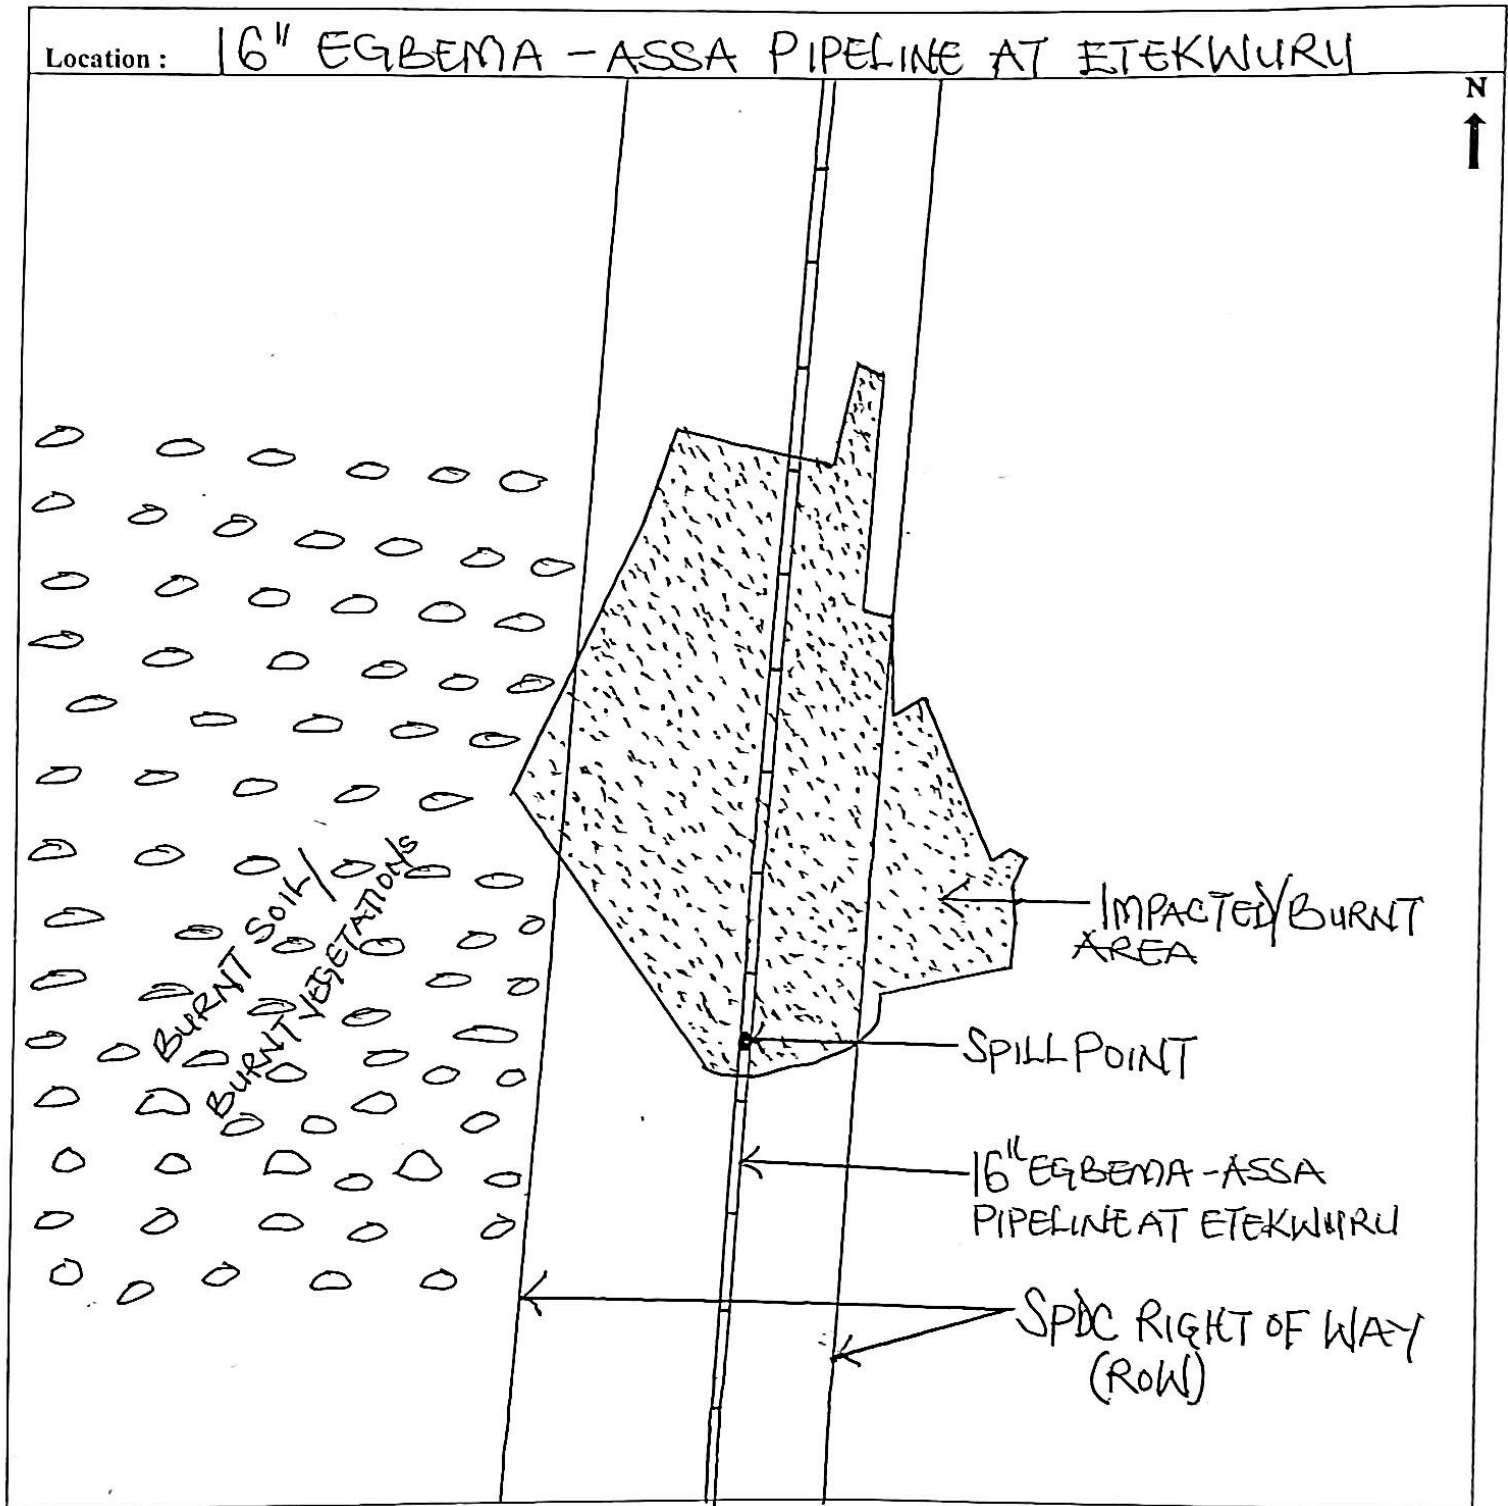 Location : 16" EGBEMA - ASSA PIPELINE AT ETEKWURU
N
BURNT SOIL/
BURNT VEGETATIONS
IMPACTED/BURNT
AREA
SPILL POINT
16" EGBEMA - ASSA
PIPELINE AT ETEKWURU
SPDC RIGHT OF WAY
(ROW)